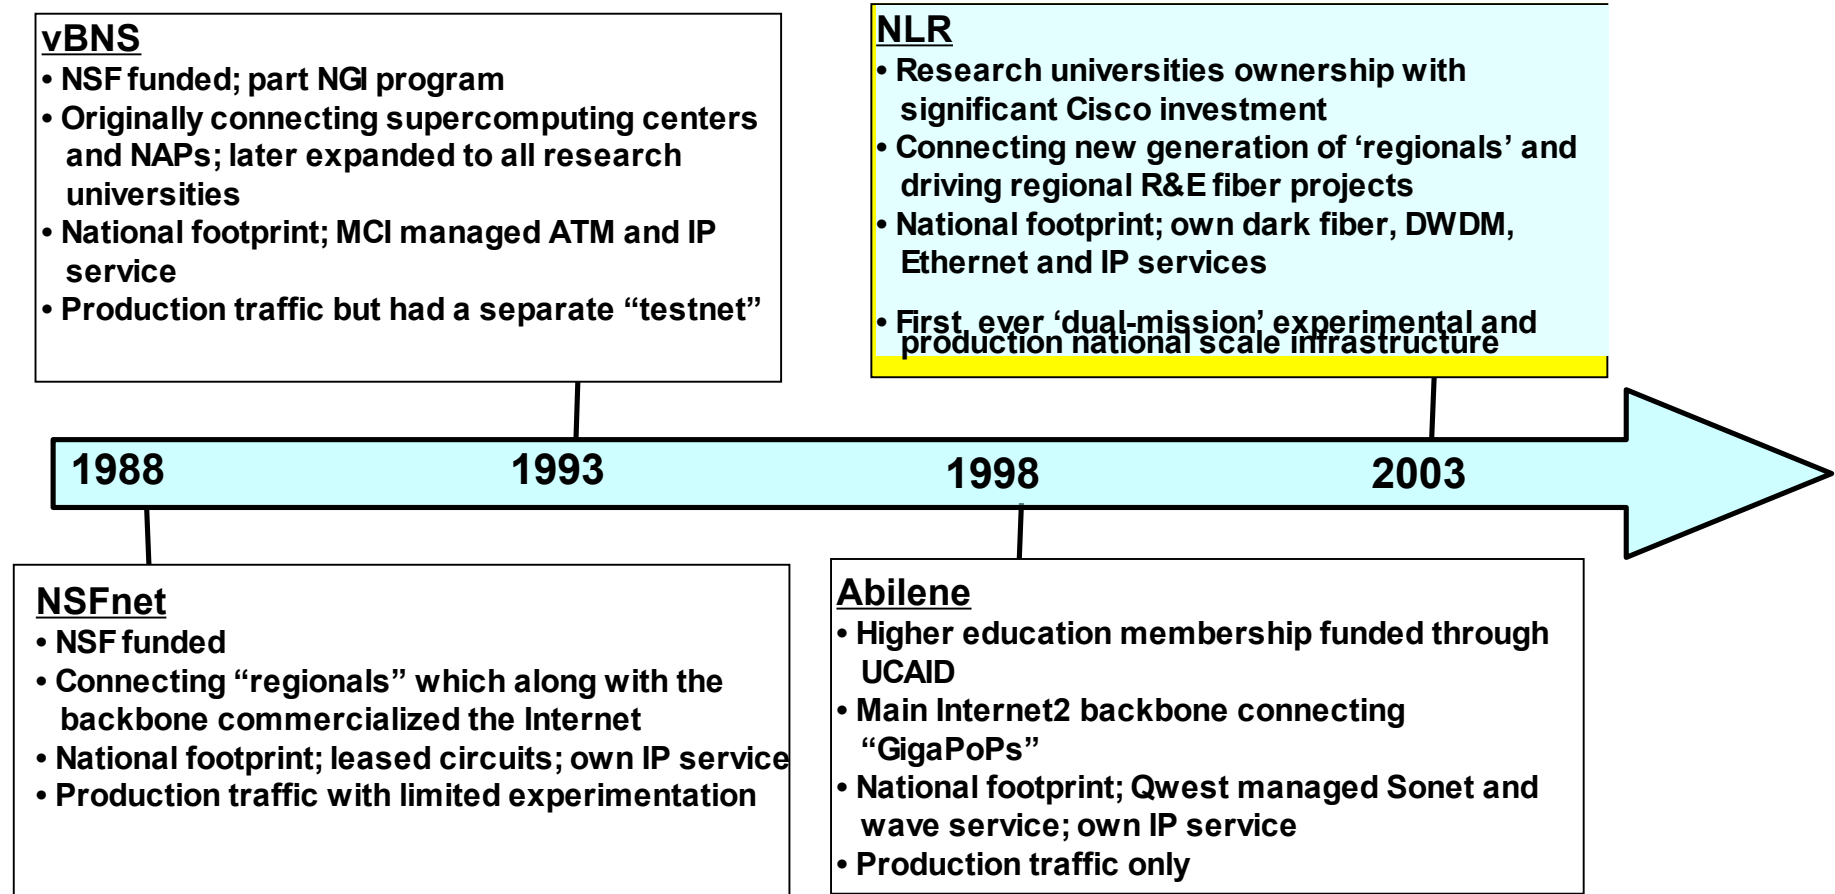 vBNS
• NSF funded; part NGI program
• Originally connecting supercomputing centers
and NAPs; later expanded to all research
universities
• National footprint; MCI managed ATM and IP
service
• Production traffic but had a separate “testnet”
NLR
• Research universities ownership with
significant Cisco investment
• Connecting new generation of ‘regionals’ and
driving regional R&E fiber projects
• National footprint; own dark fiber, DWDM,
Ethernet and IP services
• First, ever ‘dual-mission’ experimental and
production national scale infrastructure
1988 1993 1998 2003
NSFnet
• NSF funded
• Connecting “regionals” which along with the
backbone commercialized the Internet
• National footprint; leased circuits; own IP service
• Production traffic with limited experimentation
Abilene
• Higher education membership funded through
UCAID
• Main Internet2 backbone connecting
“GigaPoPs”
• National footprint; Qwest managed Sonet and
wave service; own IP service
• Production traffic only